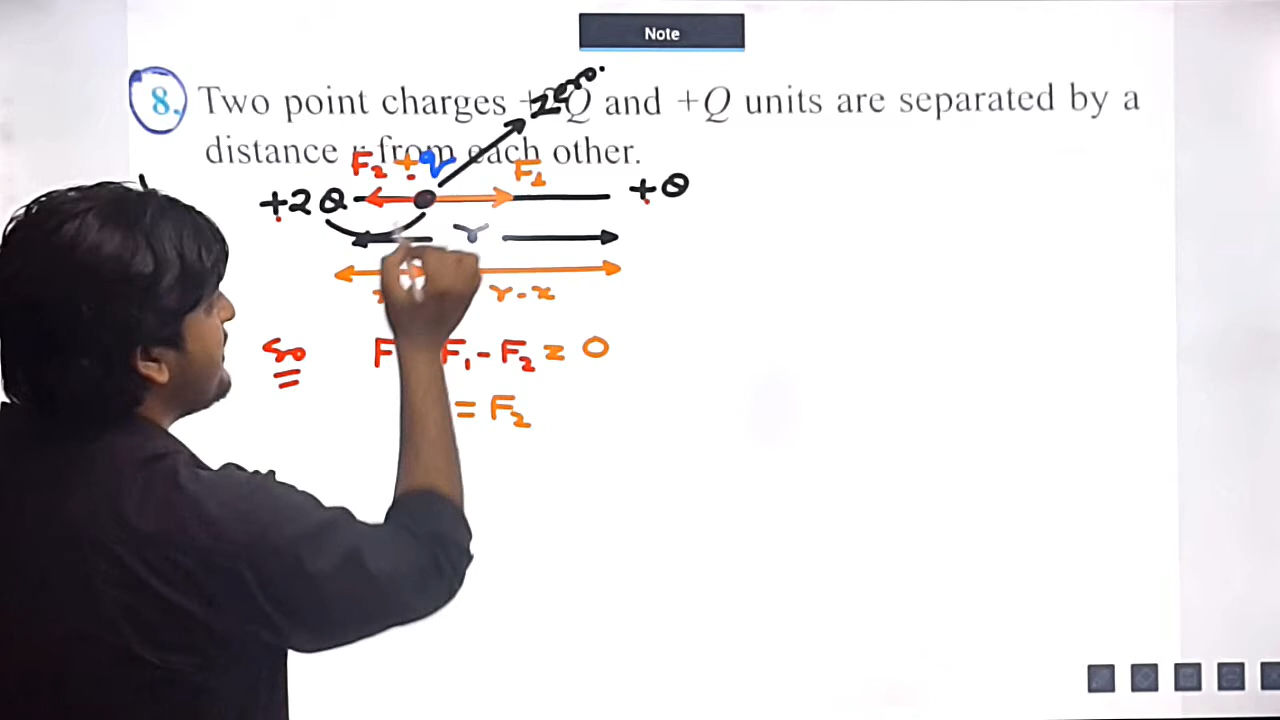 Note
8. Two point charges + Q and +Q units are separated by a
zero.
distance r from each other.
F₂ +q F₁
+2Q +Q
r
r-x
So F₁ - F₂ = 0
= F₂